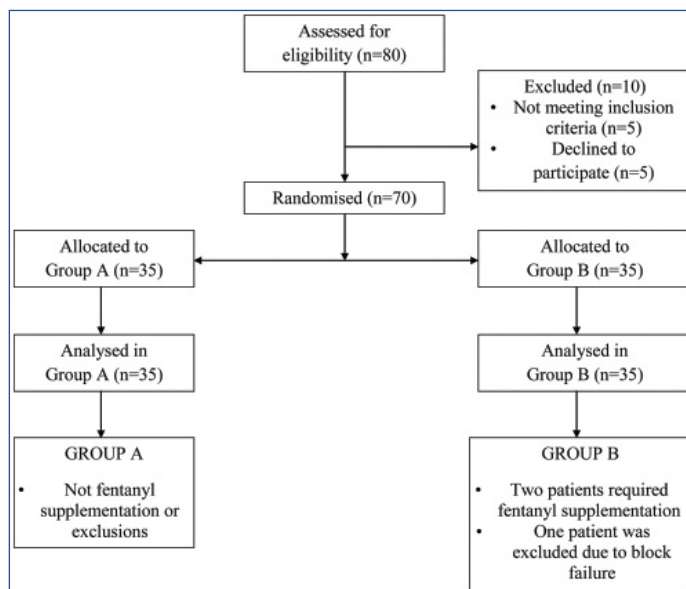 Assessed for
eligibility (n=80)
Excluded (n=10)
• Not meeting inclusion
criteria (n=5)
• Declined to
participate (n=5)
Randomised (n=70)
Allocated to
Group A (n=35)
Allocated to
Group B (n=35)
Analysed in
Group A (n=35)
Analysed in
Group B (n=35)
GROUP A
• Not fentanyl
supplementation or
exclusions
GROUP B
• Two patients required
fentanyl supplementation
• One patient was
excluded due to block
failure